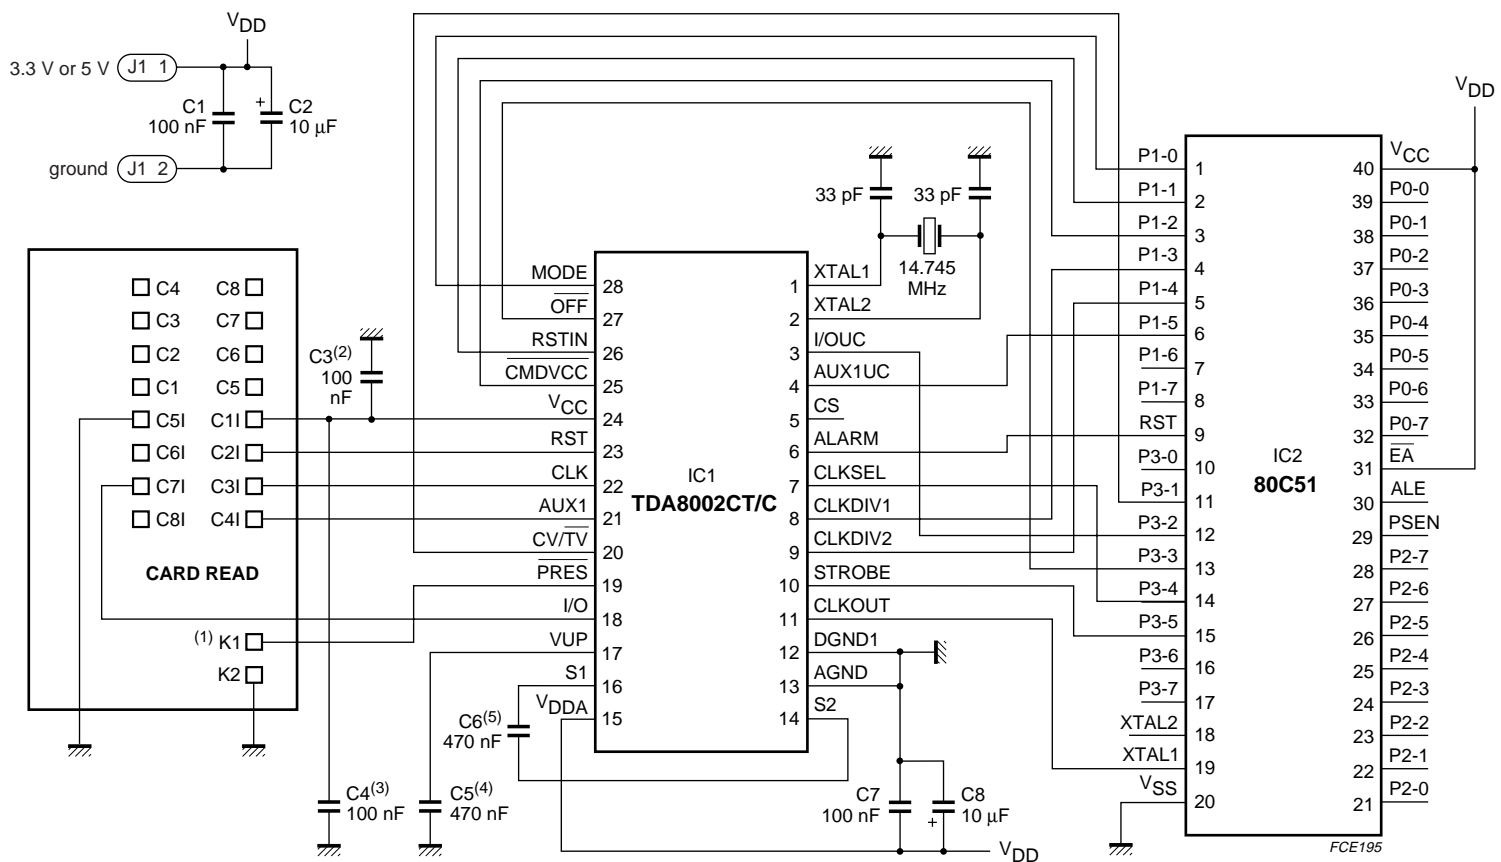 VDD
3.3 V or 5 V J1 1
C1
100 nF
+ C2
10 μF
ground J1 2
C4 C8
C3 C7
C2 C6
C1 C5
C5I C1I
C6I C2I
C7I C3I
C8I C4I
CARD READ
(1) K1
K2
C3(2)
100
nF
C4(3)
100 nF
C5(4)
470 nF
C6(5)
470 nF
MODE 28
OFF 27
RSTIN 26
CMDVCC 25
VCC 24
RST 23
CLK 22
AUX1 21
CV/TV 20
PRES 19
I/O 18
VUP 17
S1 16
VDDA 15
IC1
TDA8002CT/C
1 XTAL1
2 XTAL2
3 I/OUC
4 AUX1UC
5 CS
6 ALARM
7 CLKSEL
8 CLKDIV1
9 CLKDIV2
10 STROBE
11 CLKOUT
12 DGND1
13 AGND
14 S2
33 pF
33 pF
14.745
MHz
C7
100 nF
C8
+ 10 μF
VDD
P1-0 1
P1-1 2
P1-2 3
P1-3 4
P1-4 5
P1-5 6
P1-6 7
P1-7 8
RST 9
P3-0 10
P3-1 11
P3-2 12
P3-3 13
P3-4 14
P3-5 15
P3-6 16
P3-7 17
XTAL2 18
XTAL1 19
VSS 20
IC2
80C51
VDD
40 VCC
39 P0-0
38 P0-1
37 P0-2
36 P0-3
35 P0-4
34 P0-5
33 P0-6
32 P0-7
31 EA
30 ALE
29 PSEN
28 P2-7
27 P2-6
26 P2-5
25 P2-4
24 P2-3
23 P2-2
22 P2-1
21 P2-0
FCE195